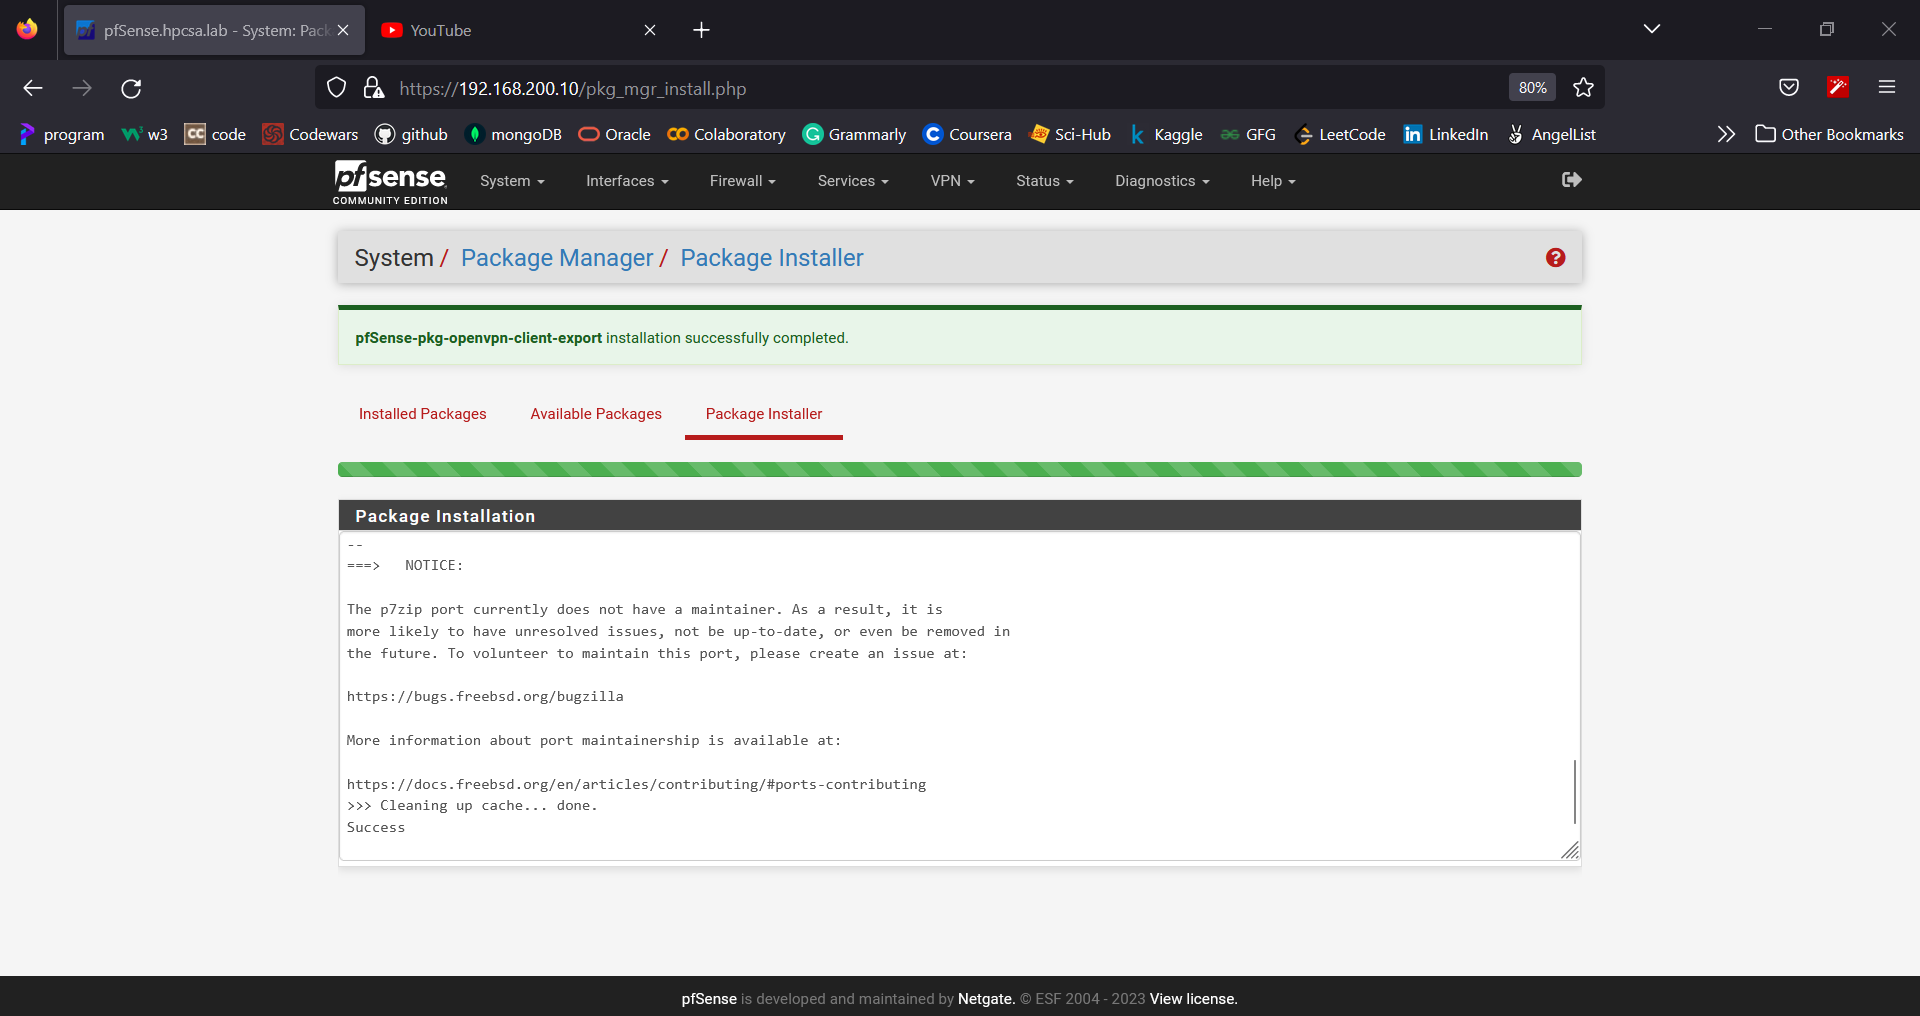 pfSense.hpcsa.lab - System: Pack
YouTube
https://192.168.200.10/pkg_mgr_install.php
80%
program
w3
code
Codewars
github
mongoDB
Oracle
Colaboratory
Grammarly
Coursera
Sci-Hub
Kaggle
GFG
LeetCode
LinkedIn
AngelList
Other Bookmarks
pfsense
COMMUNITY EDITION
System
Interfaces
Firewall
Services
VPN
Status
Diagnostics
Help
System / Package Manager / Package Installer
pfSense-pkg-openvpn-client-export installation successfully completed.
Installed Packages
Available Packages
Package Installer
Package Installation
--
===>   NOTICE:
The p7zip port currently does not have a maintainer. As a result, it is
more likely to have unresolved issues, not be up-to-date, or even be removed in
the future. To volunteer to maintain this port, please create an issue at:
https://bugs.freebsd.org/bugzilla
More information about port maintainership is available at:
https://docs.freebsd.org/en/articles/contributing/#ports-contributing
>>> Cleaning up cache... done.
Success
pfSense is developed and maintained by Netgate. © ESF 2004 - 2023 View license.